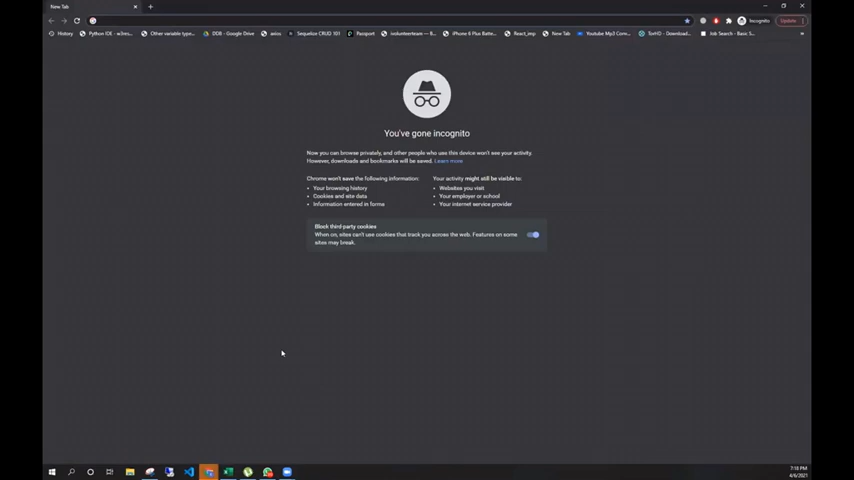 New Tab
Incognito
Update
History
Python IDE - w3res...
Other variable type...
DDB - Google Drive
axios
Sequelize CRUD 101
Passport
ivolunteerteam — B...
iPhone 6 Plus Batte...
React_imp
New Tab
Youtube Mp3 Conv...
TorrHD - Download...
Job Search - Basic S...
You've gone incognito
Now you can browse privately, and other people who use this device won't see your activity.
However, downloads and bookmarks will be saved. Learn more
Chrome won't save the following information:
• Your browsing history
• Cookies and site data
• Information entered in forms
Your activity might still be visible to:
• Websites you visit
• Your employer or school
• Your internet service provider
Block third-party cookies
When on, sites can't use cookies that track you across the web. Features on some
sites may break.
7:18 PM
4/6/2021